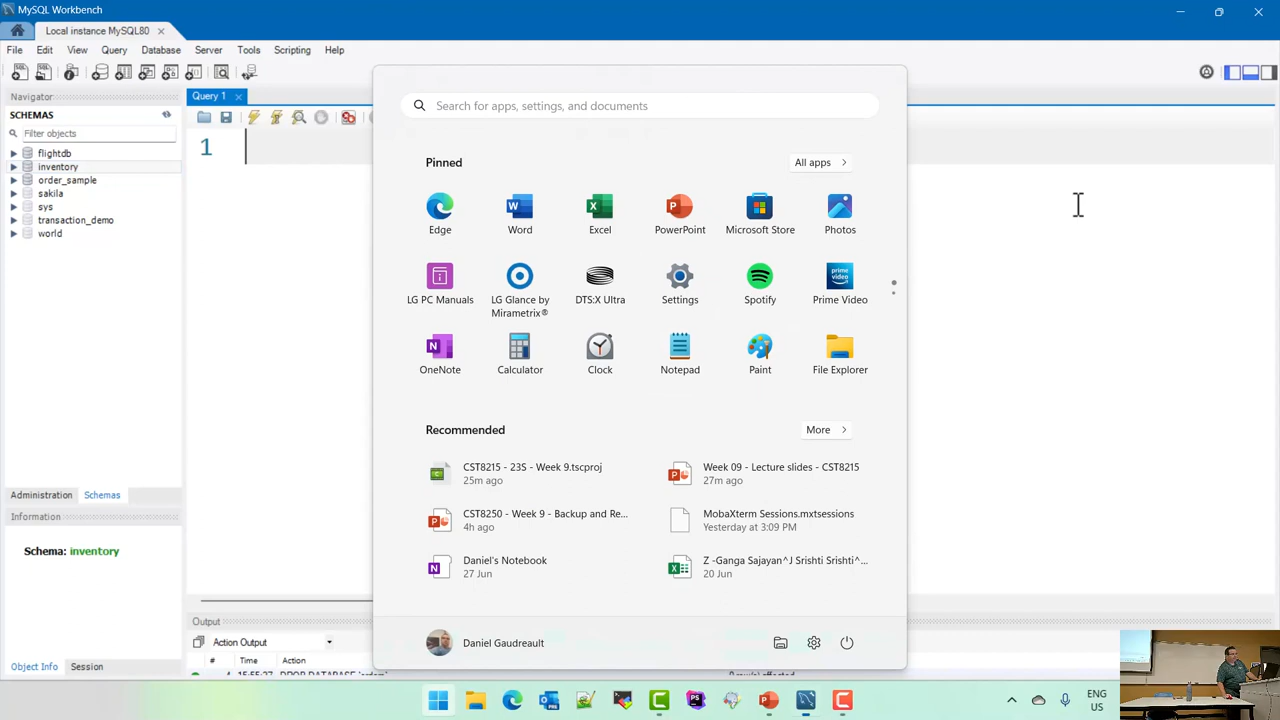 MySQL Workbench
Local instance MySQL80
File Edit View Query Database Server Tools Scripting Help
Navigator
SCHEMAS
Filter objects
flightdb
inventory
order_sample
sakila
sys
transaction_demo
world
Administration Schemas
Information
Schema: inventory
Object Info Session
Query 1
1
Search for apps, settings, and documents
Pinned
All apps
Edge
Word
Excel
PowerPoint
Microsoft Store
Photos
LG PC Manuals
LG Glance by
Mirametrix®
DTS:X Ultra
Settings
Spotify
Prime Video
OneNote
Calculator
Clock
Notepad
Paint
File Explorer
Recommended
More
CST8215 - 23S - Week 9.tscproj
25m ago
Week 09 - Lecture slides - CST8215
27m ago
CST8250 - Week 9 - Backup and Re...
4h ago
MobaXterm Sessions.mxtsessions
Yesterday at 3:09 PM
Daniel's Notebook
27 Jun
Z -Ganga Sajayan^J Srishti Srishti^...
20 Jun
Daniel Gaudreault
Output
Action Output
# Time Action
ENG
US